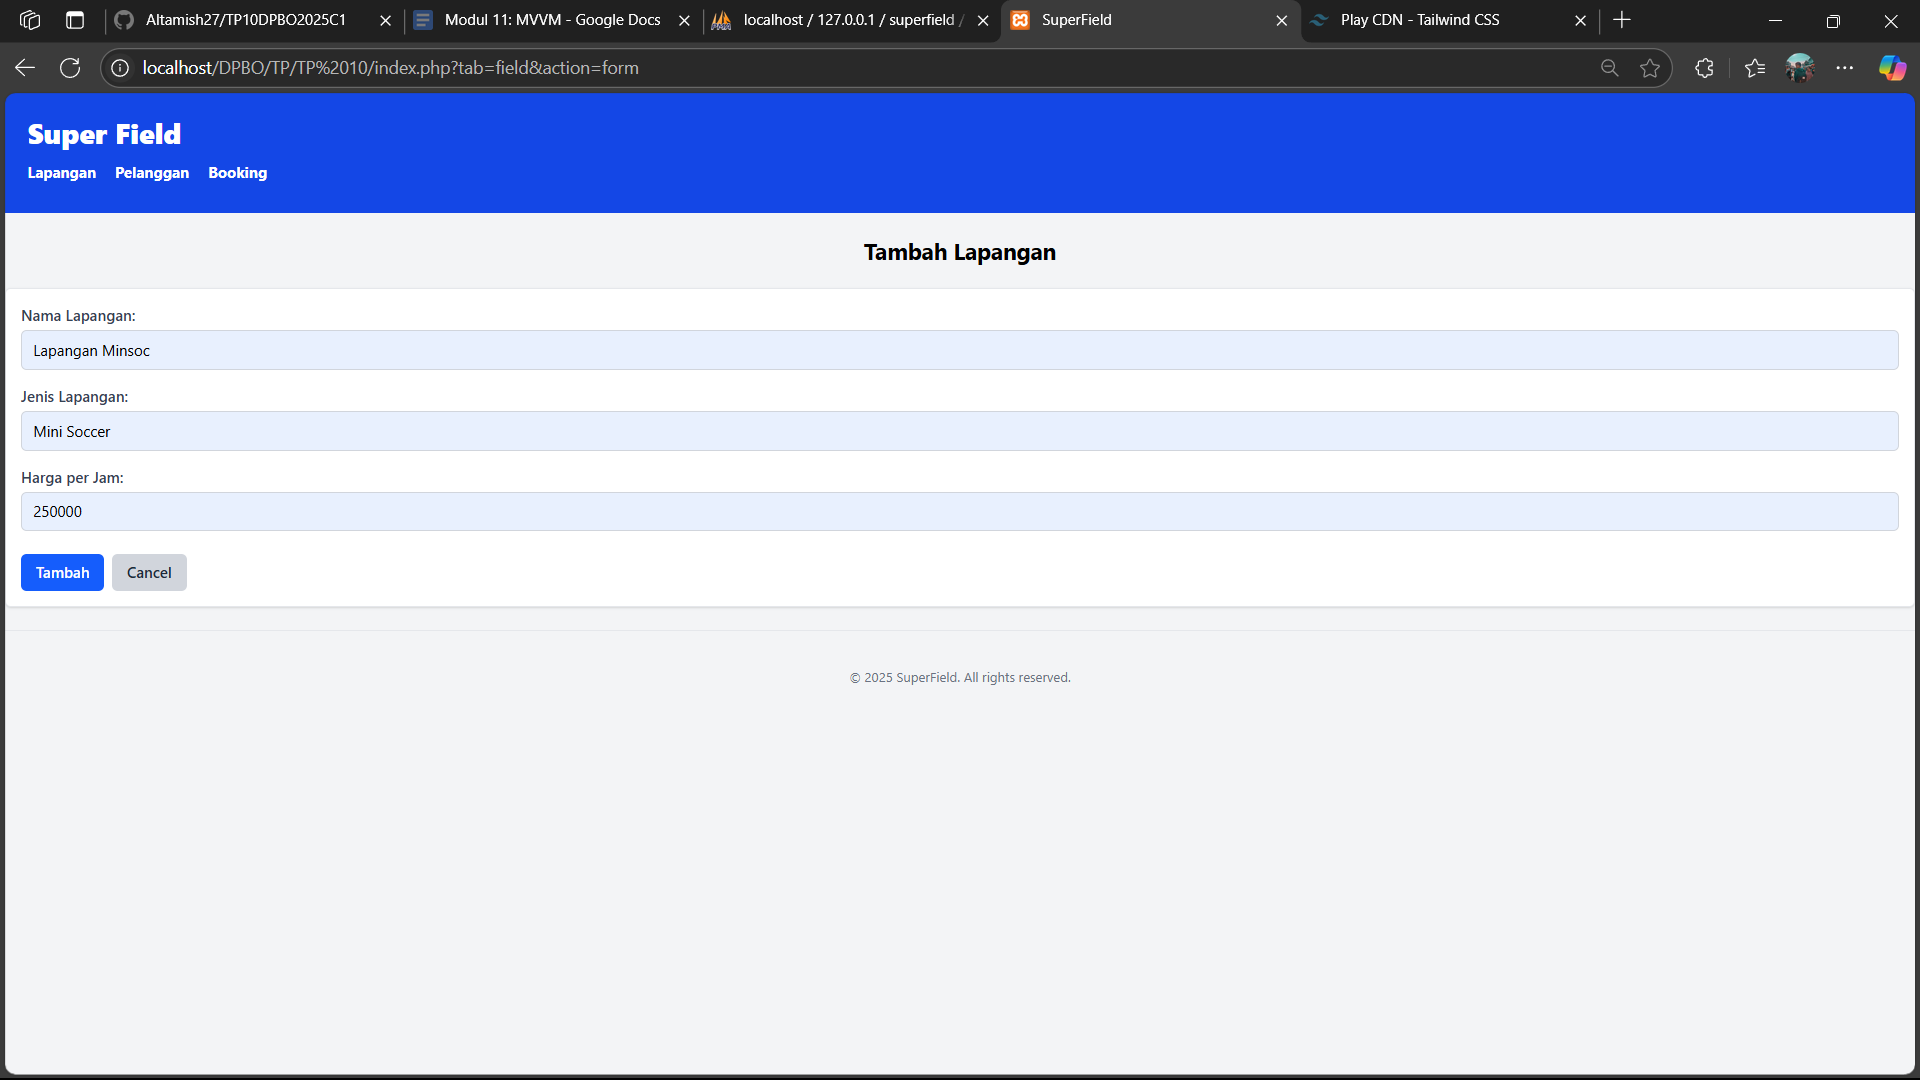 Altamish27/TP10DPBO2025C1
Modul 11: MVVM - Google Docs
localhost / 127.0.0.1 / superfield /
SuperField
Play CDN - Tailwind CSS
localhost/DPBO/TP/TP%2010/index.php?tab=field&action=form
Super Field
Lapangan Pelanggan Booking
Tambah Lapangan
Nama Lapangan:
Lapangan Minsoc
Jenis Lapangan:
Mini Soccer
Harga per Jam:
250000
Tambah Cancel
© 2025 SuperField. All rights reserved.